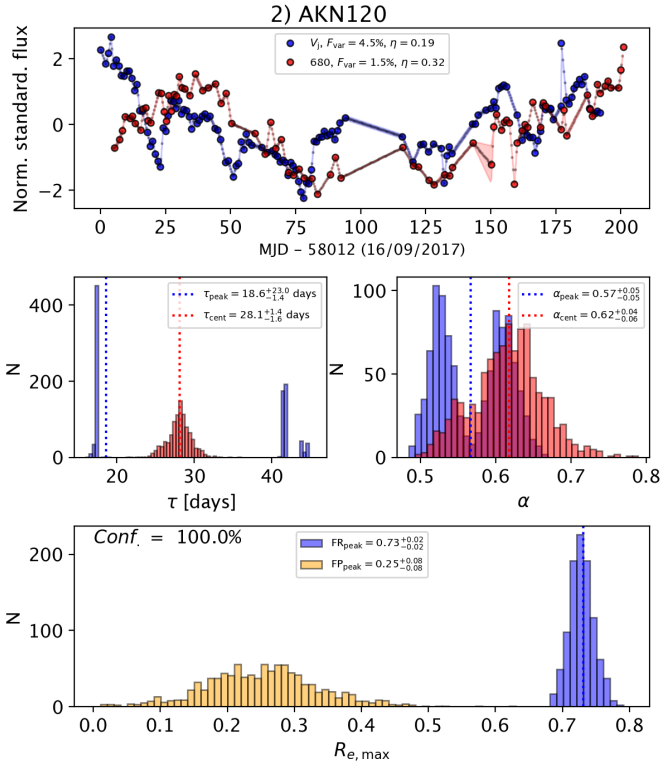 2) AKN120
Norm. standard. flux
2
0
−2
V_j, F_var = 4.5%, η = 0.19
680, F_var = 1.5%, η = 0.32
0 25 50 75 100 125 150 175 200
MJD – 58012 (16/09/2017)
N
400
200
0
τ_peak = 18.6^{+23.0}_{−1.4} days
τ_cent = 28.1^{+1.4}_{−1.6} days
20 30 40
τ [days]
N
100
50
0
α_peak = 0.57^{+0.05}_{−0.05}
α_cent = 0.62^{+0.04}_{−0.06}
0.5 0.6 0.7 0.8
α
Conf. = 100.0%
N
200
100
0
FR_peak = 0.73^{+0.02}_{−0.02}
FP_peak = 0.25^{+0.08}_{−0.08}
0.0 0.1 0.2 0.3 0.4 0.5 0.6 0.7 0.8
R_{e, max}